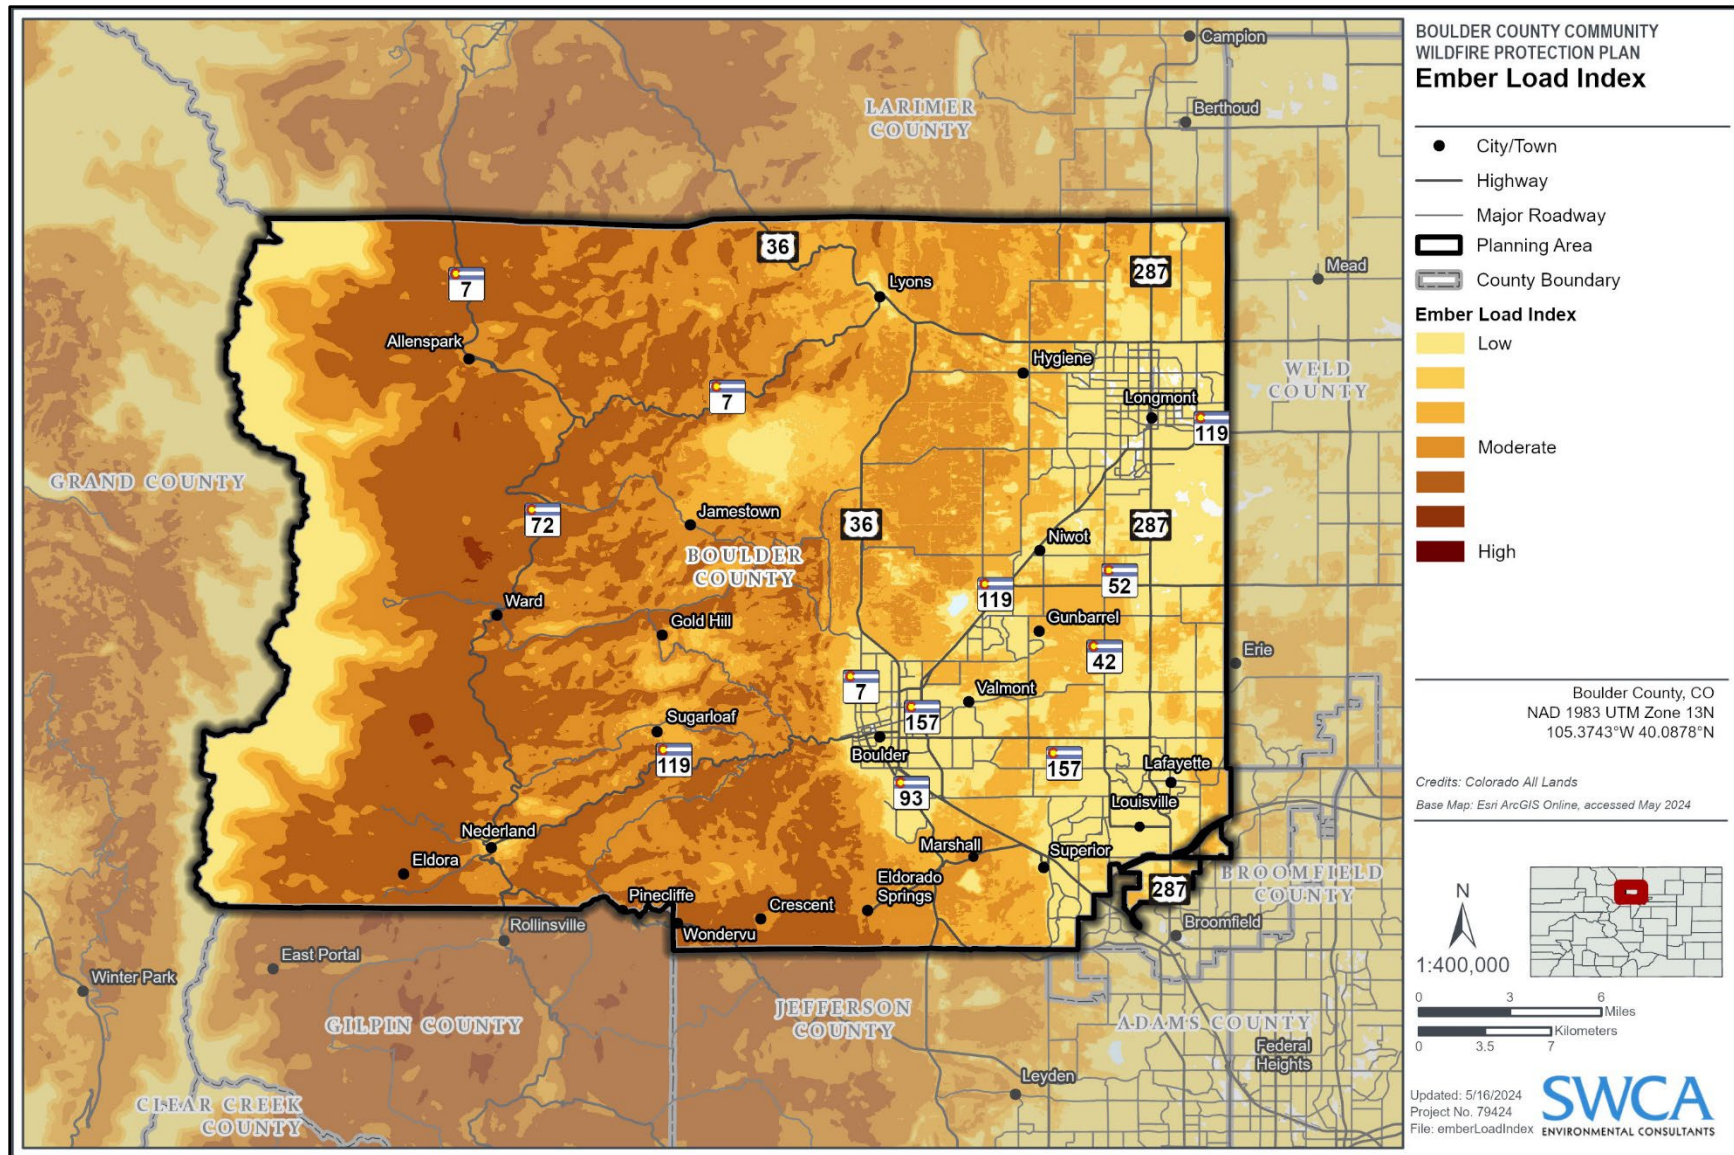 BOULDER COUNTY COMMUNITY
WILDFIRE PROTECTION PLAN
Ember Load Index
City/Town
Highway
Major Roadway
Planning Area
County Boundary
Ember Load Index
Low
Moderate
High
Boulder County, CO
NAD 1983 UTM Zone 13N
105.3743°W 40.0878°N
Credits: Colorado All Lands
Base Map: Esri ArcGIS Online, accessed May 2024
N
1:400,000
0 3 6
Miles
Kilometers
0 3.5 7
Updated: 5/16/2024
Project No. 79424
File: emberLoadIndex
SWCA
ENVIRONMENTAL CONSULTANTS
Campion
LARIMER
COUNTY
Berthoud
36
287
7
Mead
Lyons
Allenspark
Hygiene
WELD
COUNTY
7
Longmont
119
GRAND COUNTY
72
Jamestown
36
287
Niwot
BOULDER
COUNTY
52
119
Ward
Gold Hill
Gunbarrel
42
Erie
7
Valmont
157
Sugarloaf
Boulder
119
157
Lafayette
93
Louisville
Nederland
Marshall
Superior
Eldora
Eldorado
Springs
BROOMFIELD
COUNTY
287
Pinecliffe
Crescent
Wondervu
Rollinsville
Broomfield
East Portal
Winter Park
GILPIN COUNTY
JEFFERSON
COUNTY
ADAMS COUNTY
Federal
Heights
Leyden
CLEAR CREEK
COUNTY